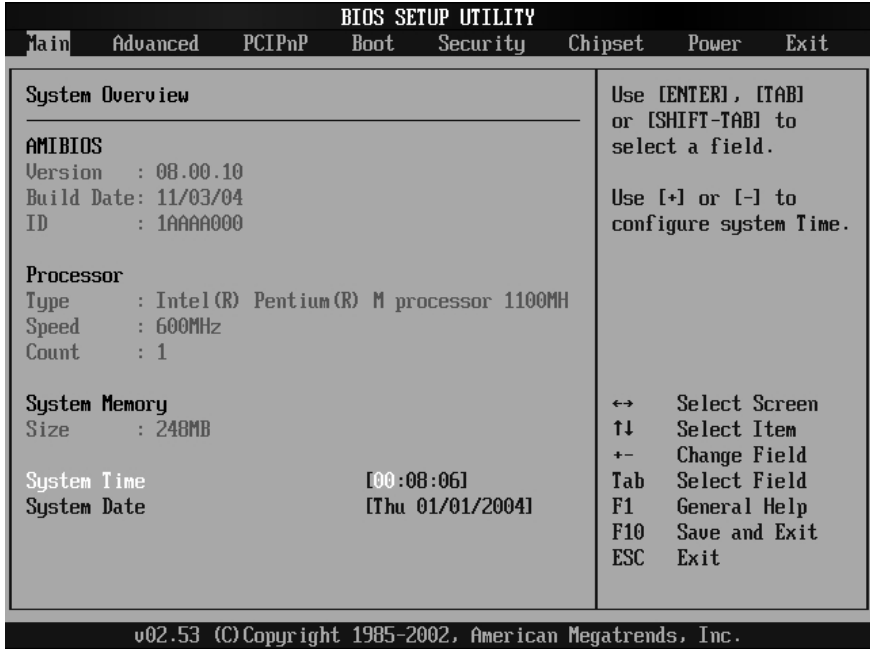 BIOS SETUP UTILITY
Main Advanced PCIPnP Boot Security Chipset Power Exit
System Overview
AMIBIOS
Version : 08.00.10
Build Date: 11/03/04
ID : 1AAAA000
Processor
Type : Intel(R) Pentium(R) M processor 1100MH
Speed : 600MHz
Count : 1
System Memory
Size : 248MB
System Time [00:08:06]
System Date [Thu 01/01/2004]
Use [ENTER], [TAB]
or [SHIFT-TAB] to
select a field.
Use [+] or [-] to
configure system Time.
↔ Select Screen
↑↓ Select Item
+- Change Field
Tab Select Field
F1 General Help
F10 Save and Exit
ESC Exit
v02.53 (C)Copyright 1985-2002, American Megatrends, Inc.